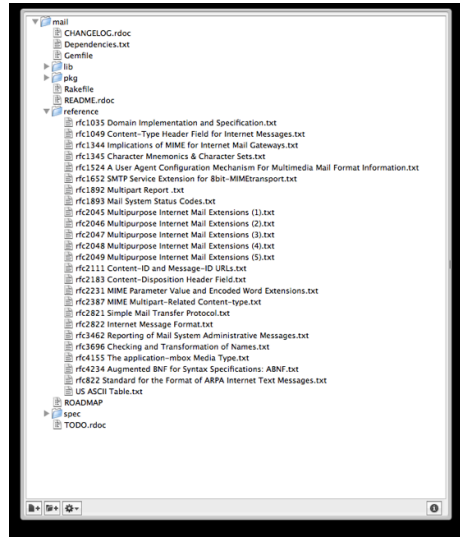 mail
CHANGELOG.rdoc
Dependencies.txt
Gemfile
lib
pkg
Rakefile
README.rdoc
reference
rfc1035 Domain Implementation and Specification.txt
rfc1049 Content-Type Header Field for Internet Messages.txt
rfc1344 Implications of MIME for Internet Mail Gateways.txt
rfc1345 Character Mnemonics & Character Sets.txt
rfc1524 A User Agent Configuration Mechanism For Multimedia Mail Format Information.txt
rfc1652 SMTP Service Extension for 8bit-MIMEtransport.txt
rfc1892 Multipart Report .txt
rfc1893 Mail System Status Codes.txt
rfc2045 Multipurpose Internet Mail Extensions (1).txt
rfc2046 Multipurpose Internet Mail Extensions (2).txt
rfc2047 Multipurpose Internet Mail Extensions (3).txt
rfc2048 Multipurpose Internet Mail Extensions (4).txt
rfc2049 Multipurpose Internet Mail Extensions (5).txt
rfc2111 Content-ID and Message-ID URLs.txt
rfc2183 Content-Disposition Header Field.txt
rfc2231 MIME Parameter Value and Encoded Word Extensions.txt
rfc2387 MIME Multipart-Related Content-type.txt
rfc2821 Simple Mail Transfer Protocol.txt
rfc2822 Internet Message Format.txt
rfc3462 Reporting of Mail System Administrative Messages.txt
rfc3696 Checking and Transformation of Names.txt
rfc4155 The application-mbox Media Type.txt
rfc4234 Augmented BNF for Syntax Specifications: ABNF.txt
rfc822 Standard for the Format of ARPA Internet Text Messages.txt
US ASCII Table.txt
ROADMAP
spec
TODO.rdoc